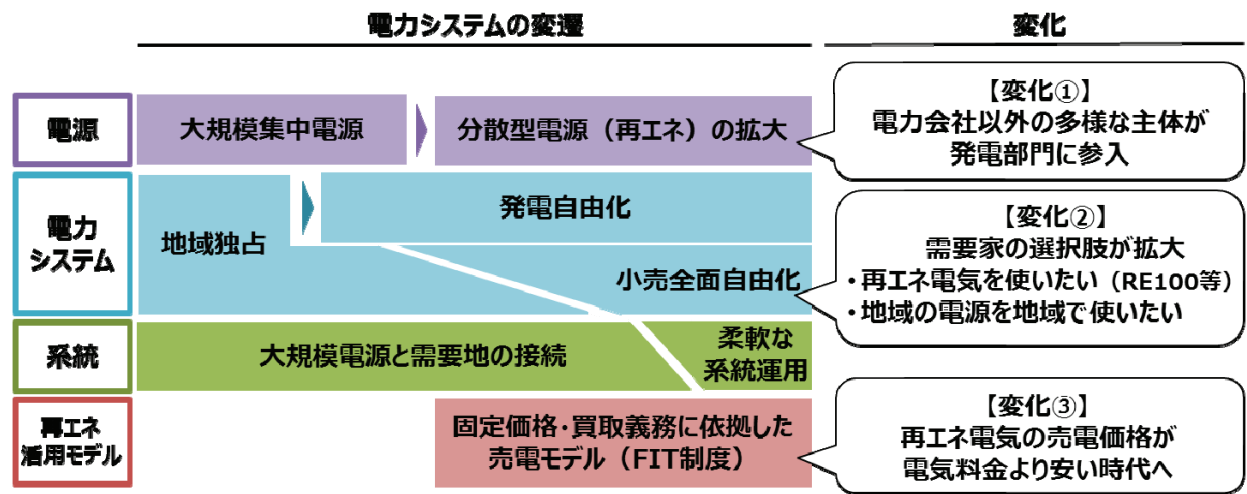 電力システムの変遷
変化
電源
大規模集中電源
分散型電源（再エネ）の拡大
【変化①】
電力会社以外の多様な主体が
発電部門に参入
電力
システム
地域独占
発電自由化
小売全面自由化
【変化②】
需要家の選択肢が拡大
・再エネ電気を使いたい（RE100等）
・地域の電源を地域で使いたい
系統
大規模電源と需要地の接続
柔軟な
系統運用
再エネ
活用モデル
固定価格・買取義務に依拠した
売電モデル（FIT制度）
【変化③】
再エネ電気の売電価格が
電気料金より安い時代へ